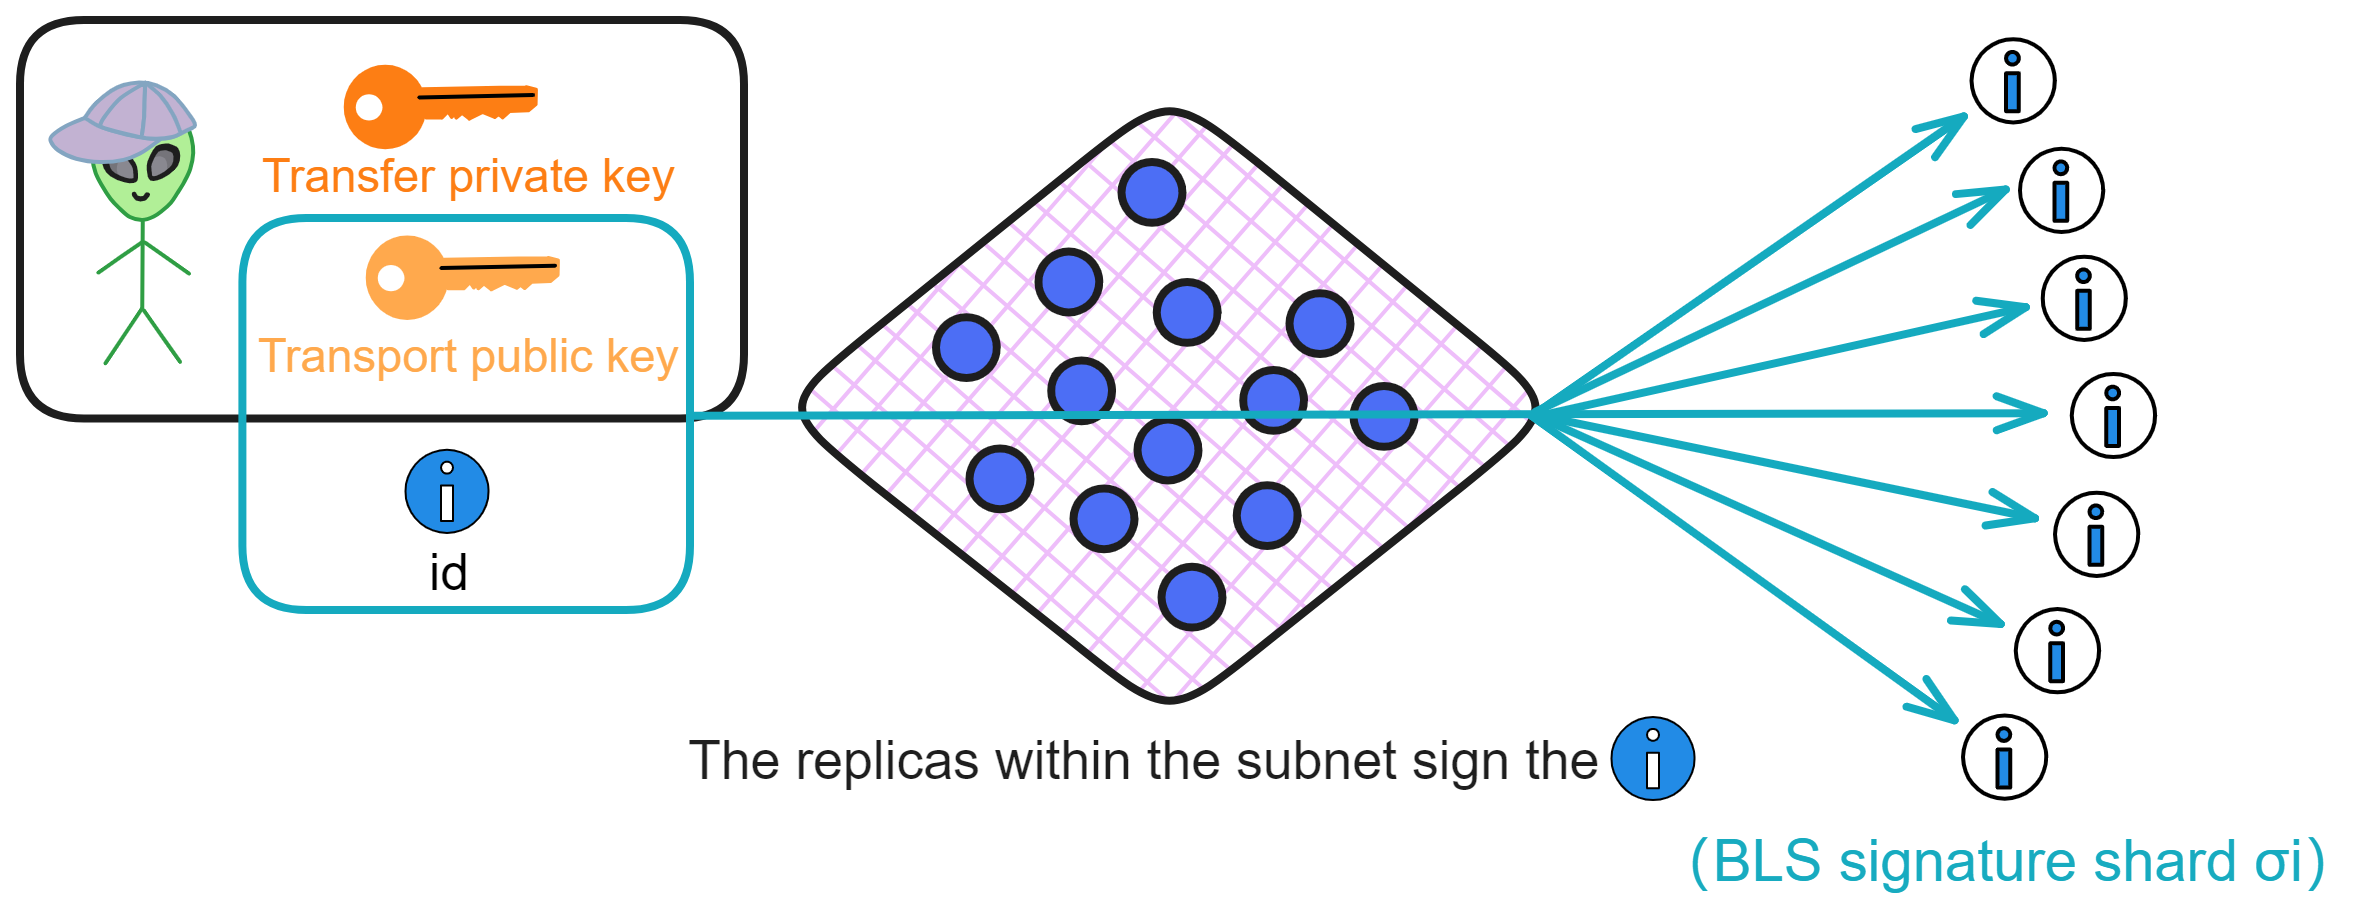 Transfer private key
Transport public key
id
The replicas within the subnet sign the
(BLS signature shard σi)